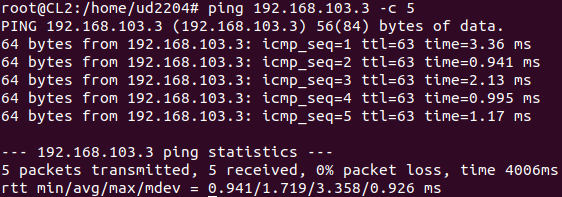 root@CL2:/home/ud2204# ping 192.168.103.3 -c 5
PING 192.168.103.3 (192.168.103.3) 56(84) bytes of data.
64 bytes from 192.168.103.3: icmp_seq=1 ttl=63 time=3.36 ms
64 bytes from 192.168.103.3: icmp_seq=2 ttl=63 time=0.941 ms
64 bytes from 192.168.103.3: icmp_seq=3 ttl=63 time=2.13 ms
64 bytes from 192.168.103.3: icmp_seq=4 ttl=63 time=0.995 ms
64 bytes from 192.168.103.3: icmp_seq=5 ttl=63 time=1.17 ms
--- 192.168.103.3 ping statistics ---
5 packets transmitted, 5 received, 0% packet loss, time 4006ms
rtt min/avg/max/mdev = 0.941/1.719/3.358/0.926 ms